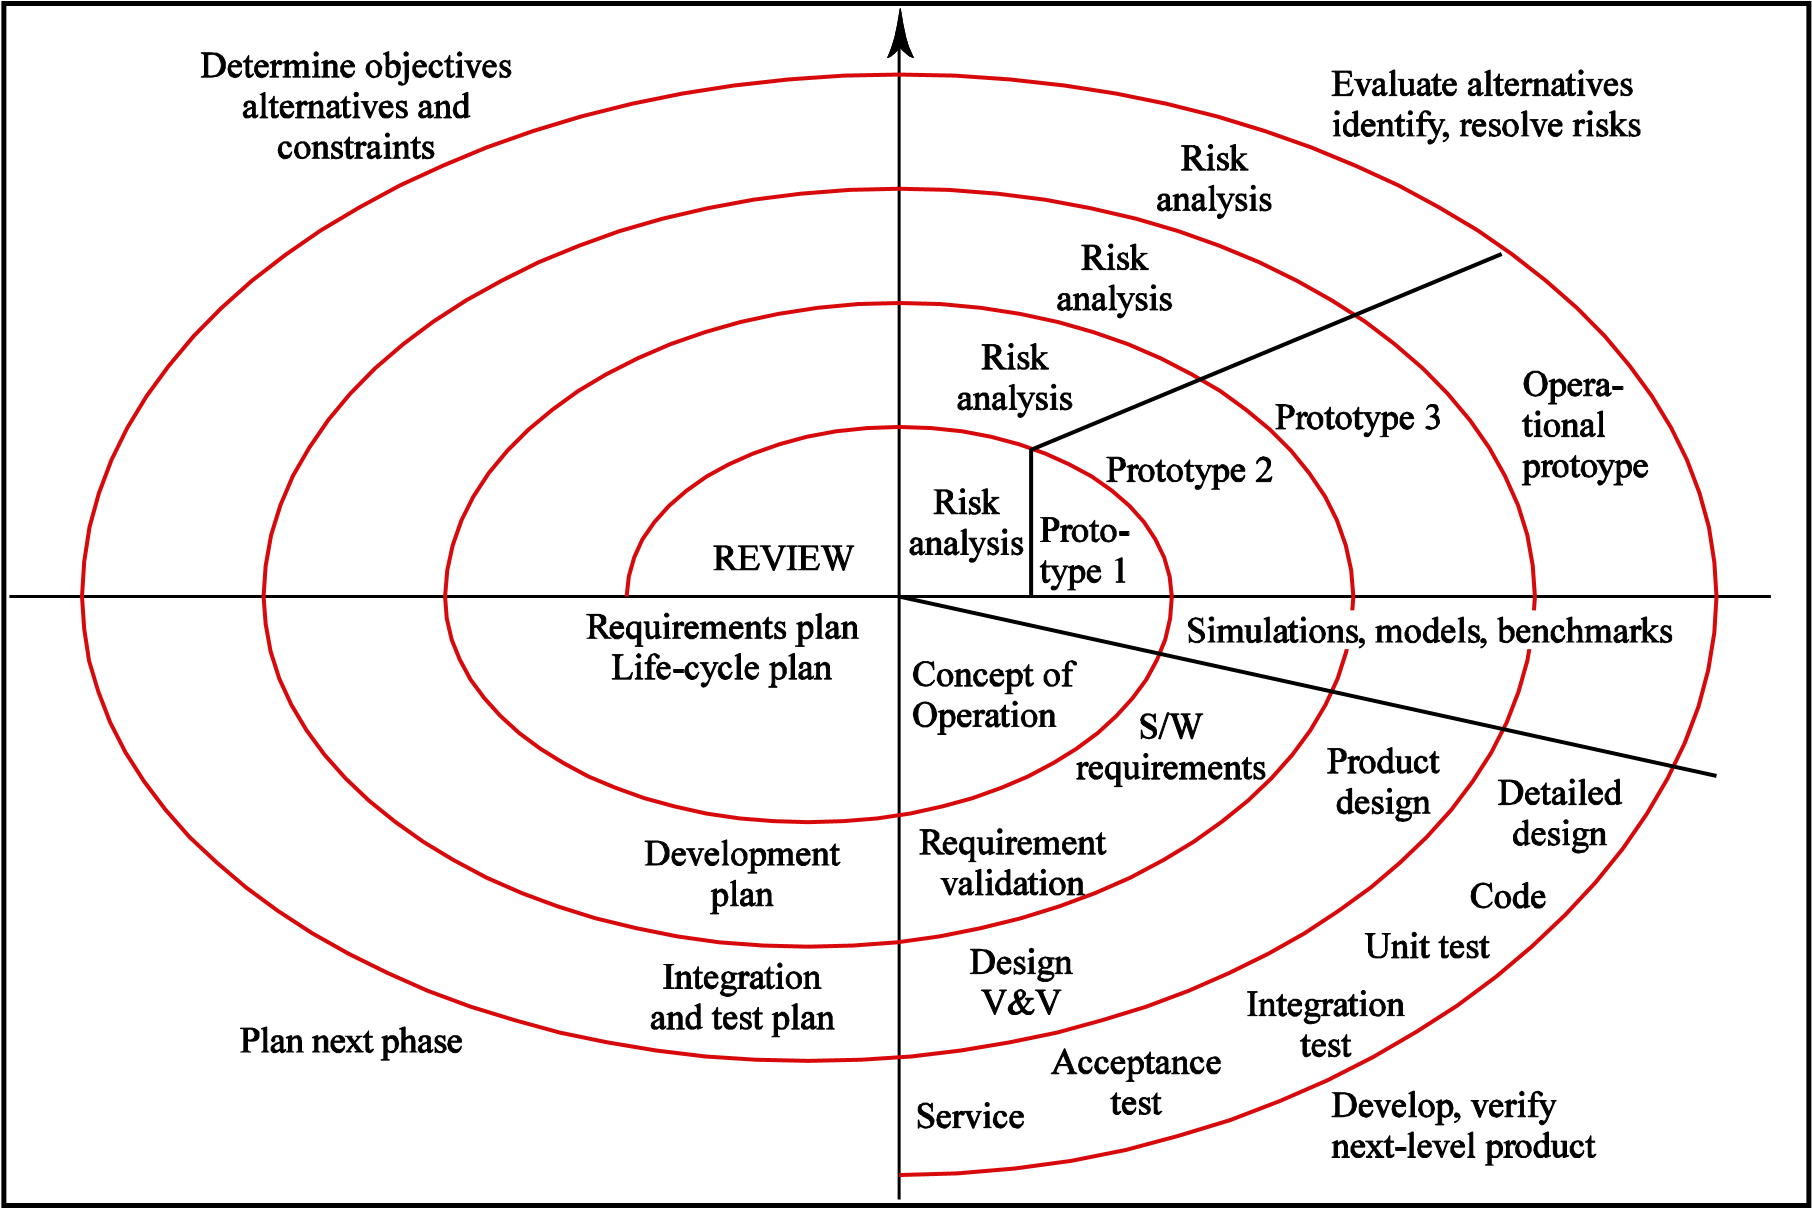 Determine objectives
alternatives and
constraints
Evaluate alternatives
identify, resolve risks
Risk
analysis
Risk
analysis
Risk
analysis
Risk
analysis
Opera-
tional
protoype
Prototype 3
Prototype 2
Proto-
type 1
REVIEW
Requirements plan
Life-cycle plan
Simulations, models, benchmarks
Concept of
Operation
S/W
requirements
Product
design
Detailed
design
Development
plan
Requirement
validation
Code
Unit test
Integration
and test plan
Design
V&V
Integration
test
Plan next phase
Acceptance
test
Service
Develop, verify
next-level product